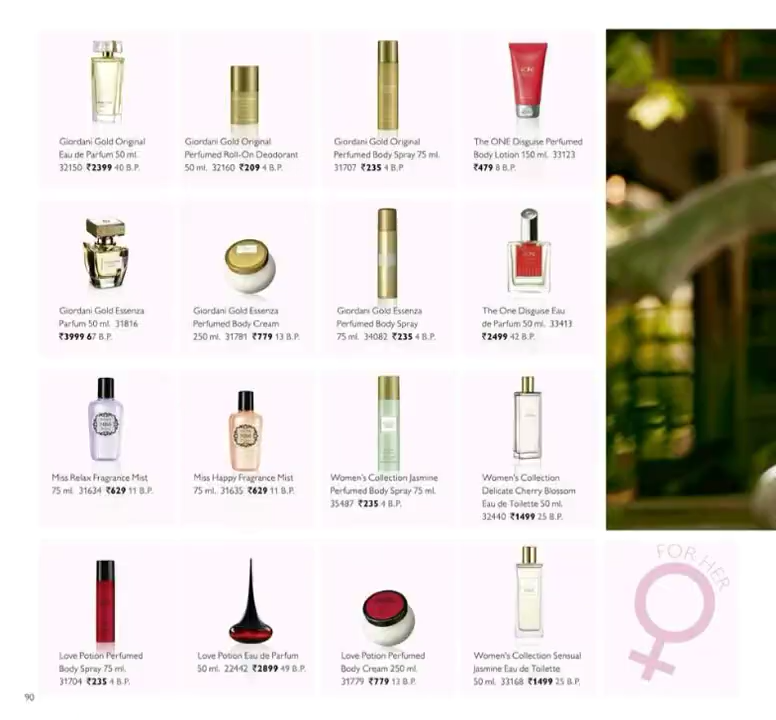 Giordani Gold Original
Eau de Parfum 50 ml.
32150 ₹2399 40 B.P.
Giordani Gold Original
Perfumed Roll-On Deodorant
50 ml. 32160 ₹209 4 B.P.
Giordani Gold Original
Perfumed Body Spray 75 ml.
31707 ₹235 4 B.P
The ONE Disguise Perfumed
Body Lotion 150 ml. 33123
₹479 8 B.P.
Giordani Gold Essenza
Parfum 50 ml. 31816
₹3999 67 B.P.
Giordani Gold Essenza
Perfumed Body Cream
250 ml. 31781 ₹779 13 B.P.
Giordani Gold Essenza
Perfumed Body Spray
75 ml. 34082 ₹235 4 B.P.
The One Disguise Eau
de Parfum 50 ml. 33413
₹2499 42 B.P.
Miss Relax Fragrance Mist
75 ml. 31634 ₹629 11 B.P.
Miss Happy Fragrance Mist
75 ml. 31635 ₹629 11 B.P.
Women's Collection Jasmine
Perfumed Body Spray 75 ml.
35487 ₹235 4 B.P.
Women's Collection
Delicate Cherry Blossom
Eau de Toilette 50 ml.
32440 ₹1499 25 B.P.
Love Potion Perfumed
Body Spray 75 ml.
31704 ₹235 4 B.P.
Love Potion Eau de Parfum
50 ml. 22442 ₹2899 49 B.P.
Love Potion Perfumed
Body Cream 250 ml.
31779 ₹779 13 B.P.
Women's Collection Sensual
Jasmine Eau de Toilette
50 ml. 33168 ₹1499 25 B.P.
FOR HER
90